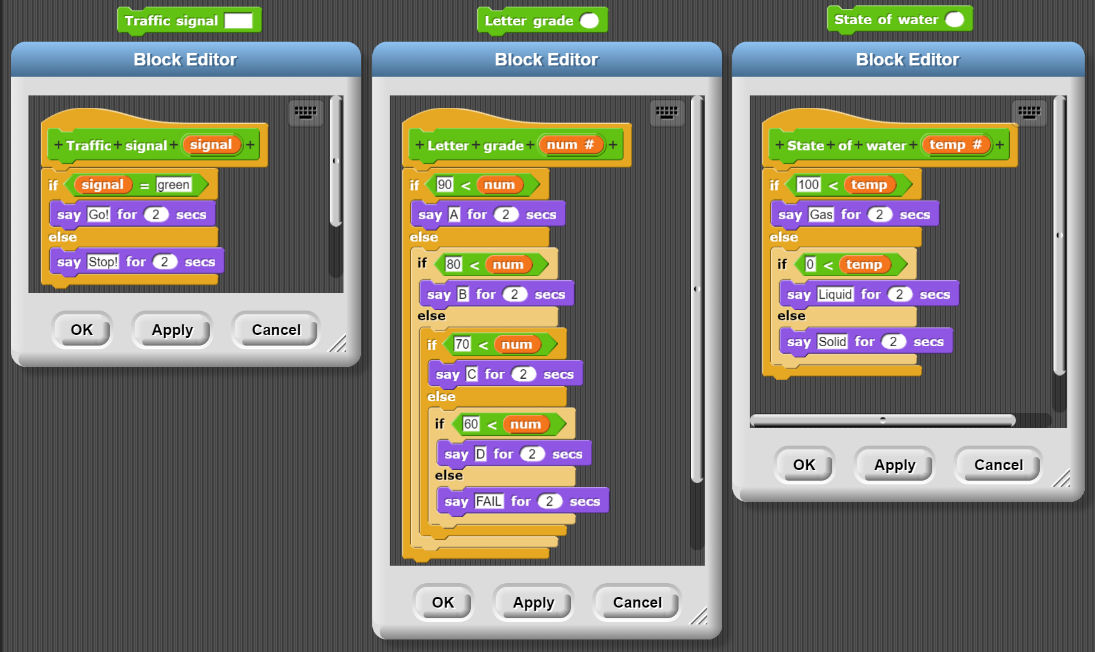 Traffic signal
Letter grade
State of water
Block Editor
+ Traffic + signal + signal +
if signal = green
say Go! for 2 secs
else
say Stop! for 2 secs
OK Apply Cancel
Block Editor
+ Letter + grade + num # +
if 90 < num
say A for 2 secs
else
if 80 < num
say B for 2 secs
else
if 70 < num
say C for 2 secs
else
if 60 < num
say D for 2 secs
else
say FAIL for 2 secs
OK Apply Cancel
Block Editor
+ State + of + water + temp # +
if 100 < temp
say Gas for 2 secs
else
if 0 < temp
say Liquid for 2 secs
else
say Solid for 2 secs
OK Apply Cancel